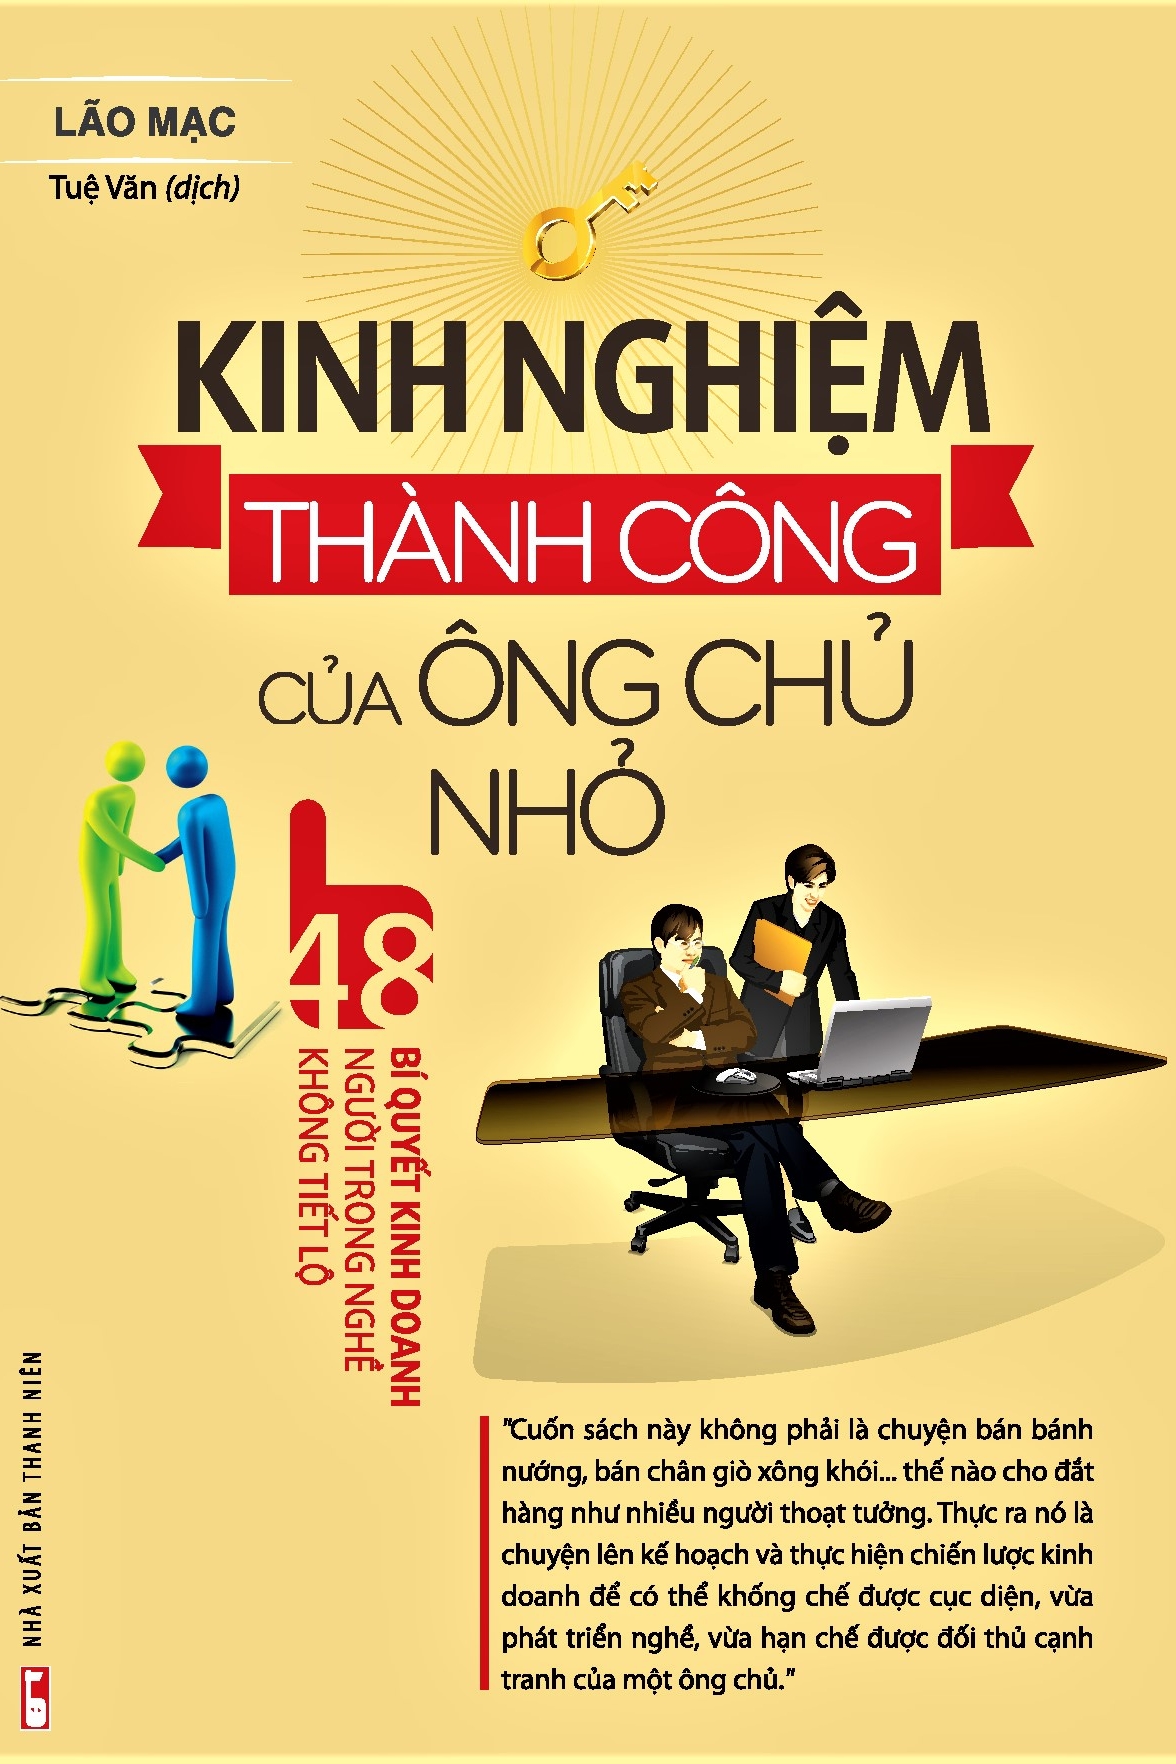 LÃO MẠC
Tuệ Văn (dịch)
KINH NGHIỆM
THÀNH CÔNG
CỦA ÔNG CHỦ
NHỎ
48
BÍ QUYẾT KINH DOANH
NGƯỜI TRONG NGHỀ
KHÔNG TIẾT LỘ
"Cuốn sách này không phải là chuyện bán bánh
nướng, bán chân giò xông khói... thế nào cho đắt
hàng như nhiều người thoạt tưởng. Thực ra nó là
chuyện lên kế hoạch và thực hiện chiến lược kinh
doanh để có thể khống chế được cục diện, vừa
phát triển nghề, vừa hạn chế được đối thủ cạnh
tranh của một ông chủ."
NHÀ XUẤT BẢN THANH NIÊN